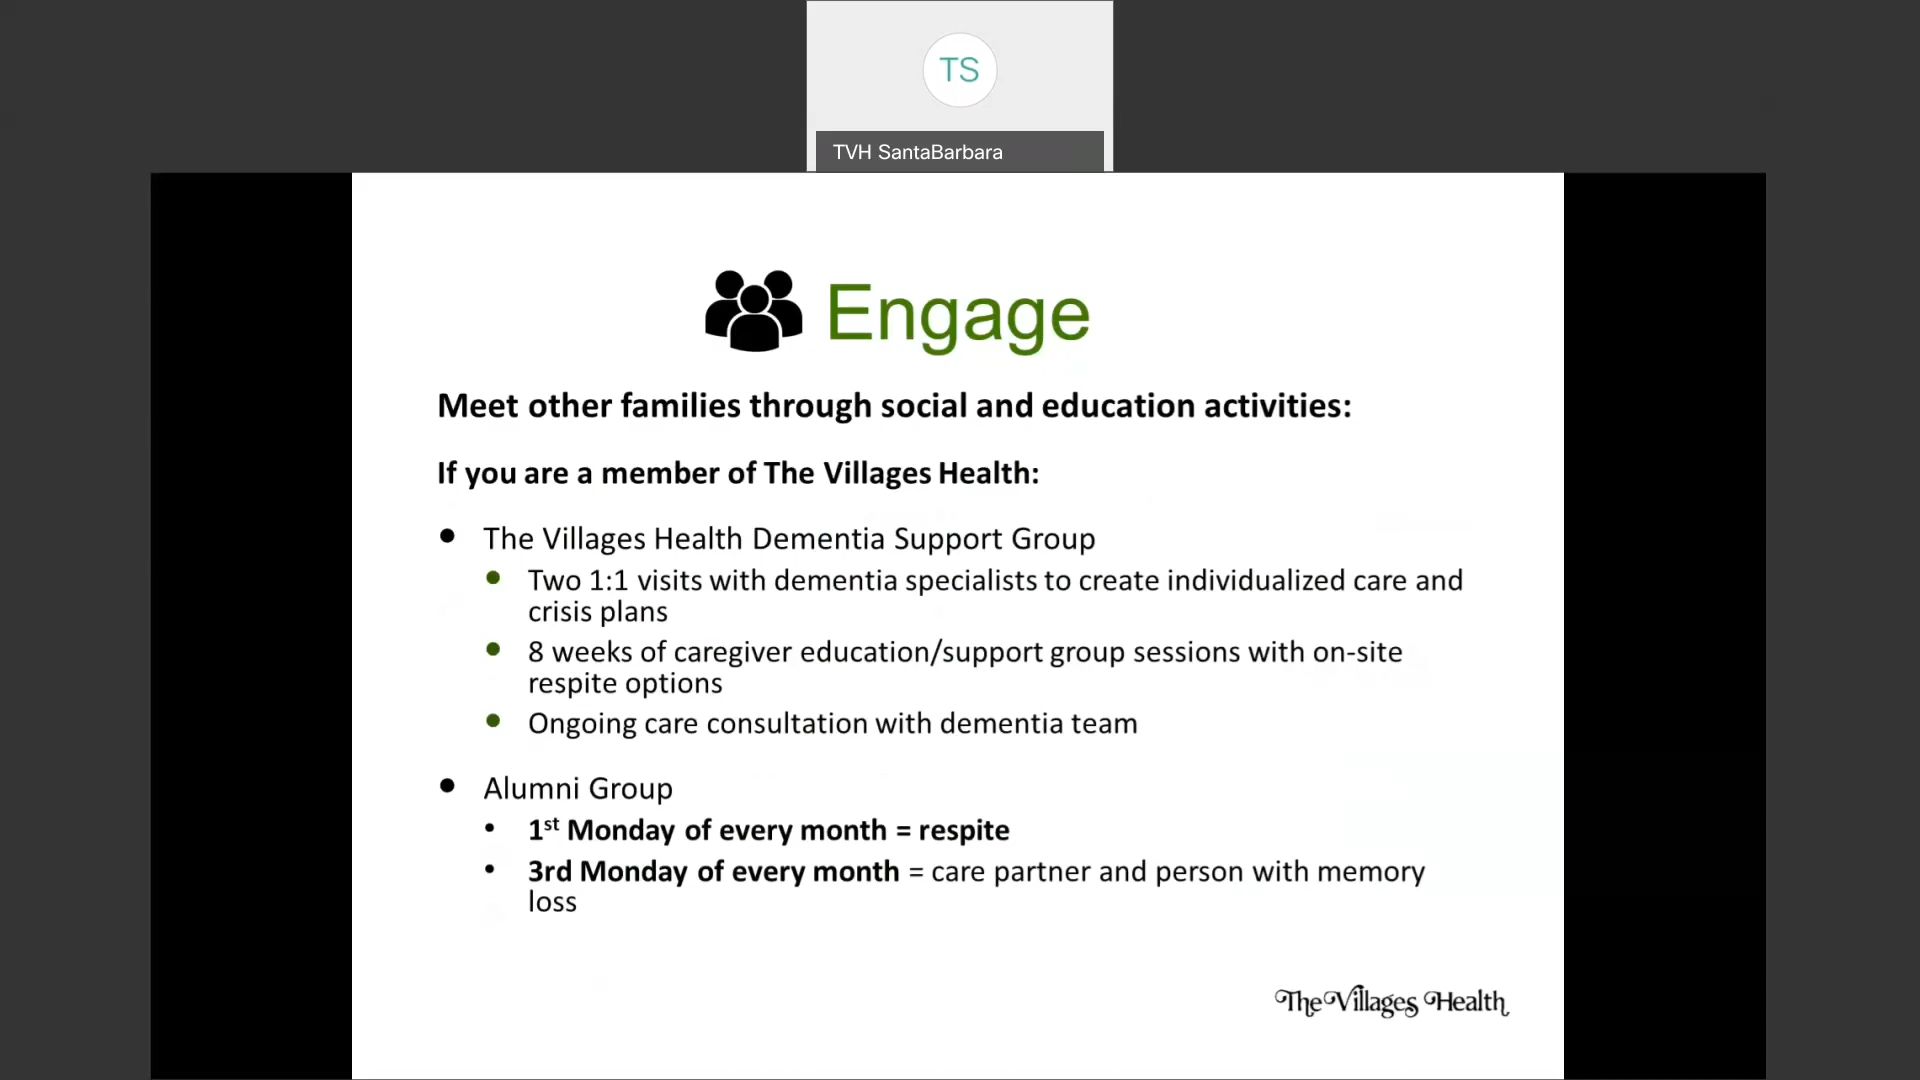 TS
TVH SantaBarbara
Engage
Meet other families through social and education activities:
If you are a member of The Villages Health:
• The Villages Health Dementia Support Group
• Two 1:1 visits with dementia specialists to create individualized care and
crisis plans
• 8 weeks of caregiver education/support group sessions with on-site
respite options
• Ongoing care consultation with dementia team
• Alumni Group
• 1st Monday of every month = respite
• 3rd Monday of every month = care partner and person with memory
loss
The Villages Health